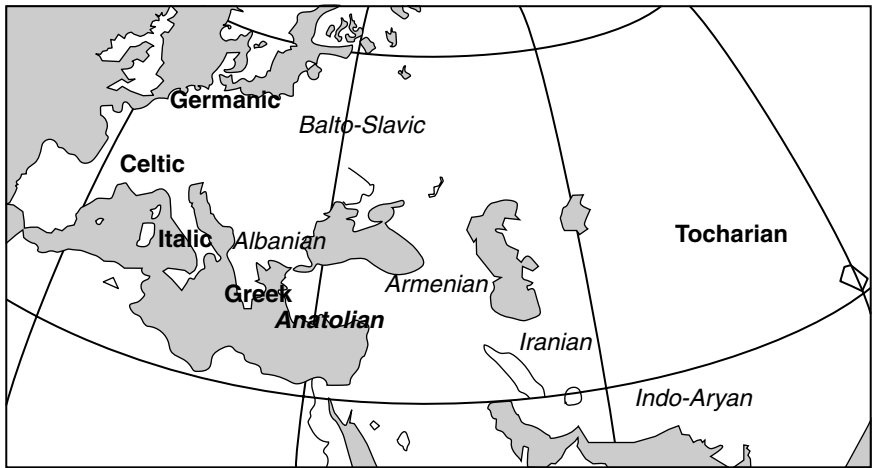 Germanic
Balto-Slavic
Celtic
Tocharian
Italic
Albanian
Armenian
Greek
Anatolian
Iranian
Indo-Aryan